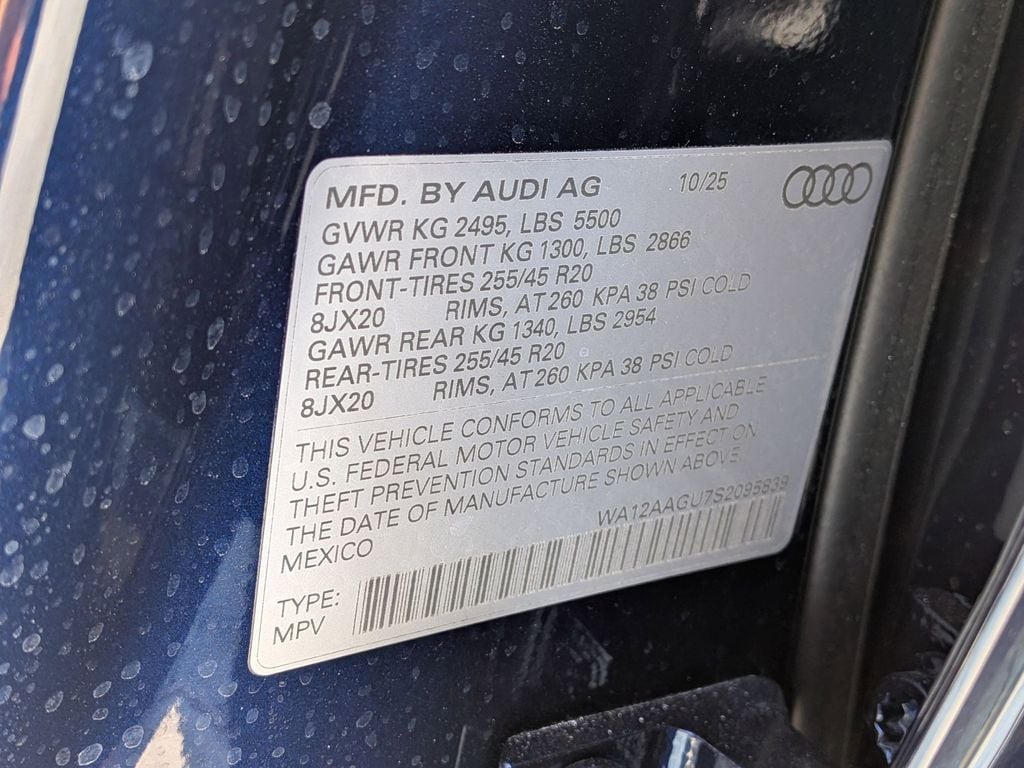 MFD. BY AUDI AG 10/25
GVWR KG 2495, LBS 5500
GAWR FRONT KG 1300, LBS 2866
FRONT-TIRES 255/45 R20
8JX20 RIMS, AT 260 KPA 38 PSI COLD
GAWR REAR KG 1340, LBS 2954
REAR-TIRES 255/45 R20
8JX20 RIMS, AT 260 KPA 38 PSI COLD
THIS VEHICLE CONFORMS TO ALL APPLICABLE
U.S. FEDERAL MOTOR VEHICLE SAFETY AND
THEFT PREVENTION STANDARDS IN EFFECT ON
THE DATE OF MANUFACTURE SHOWN ABOVE
MEXICO WA12AAGU7S2095839
TYPE:
MPV